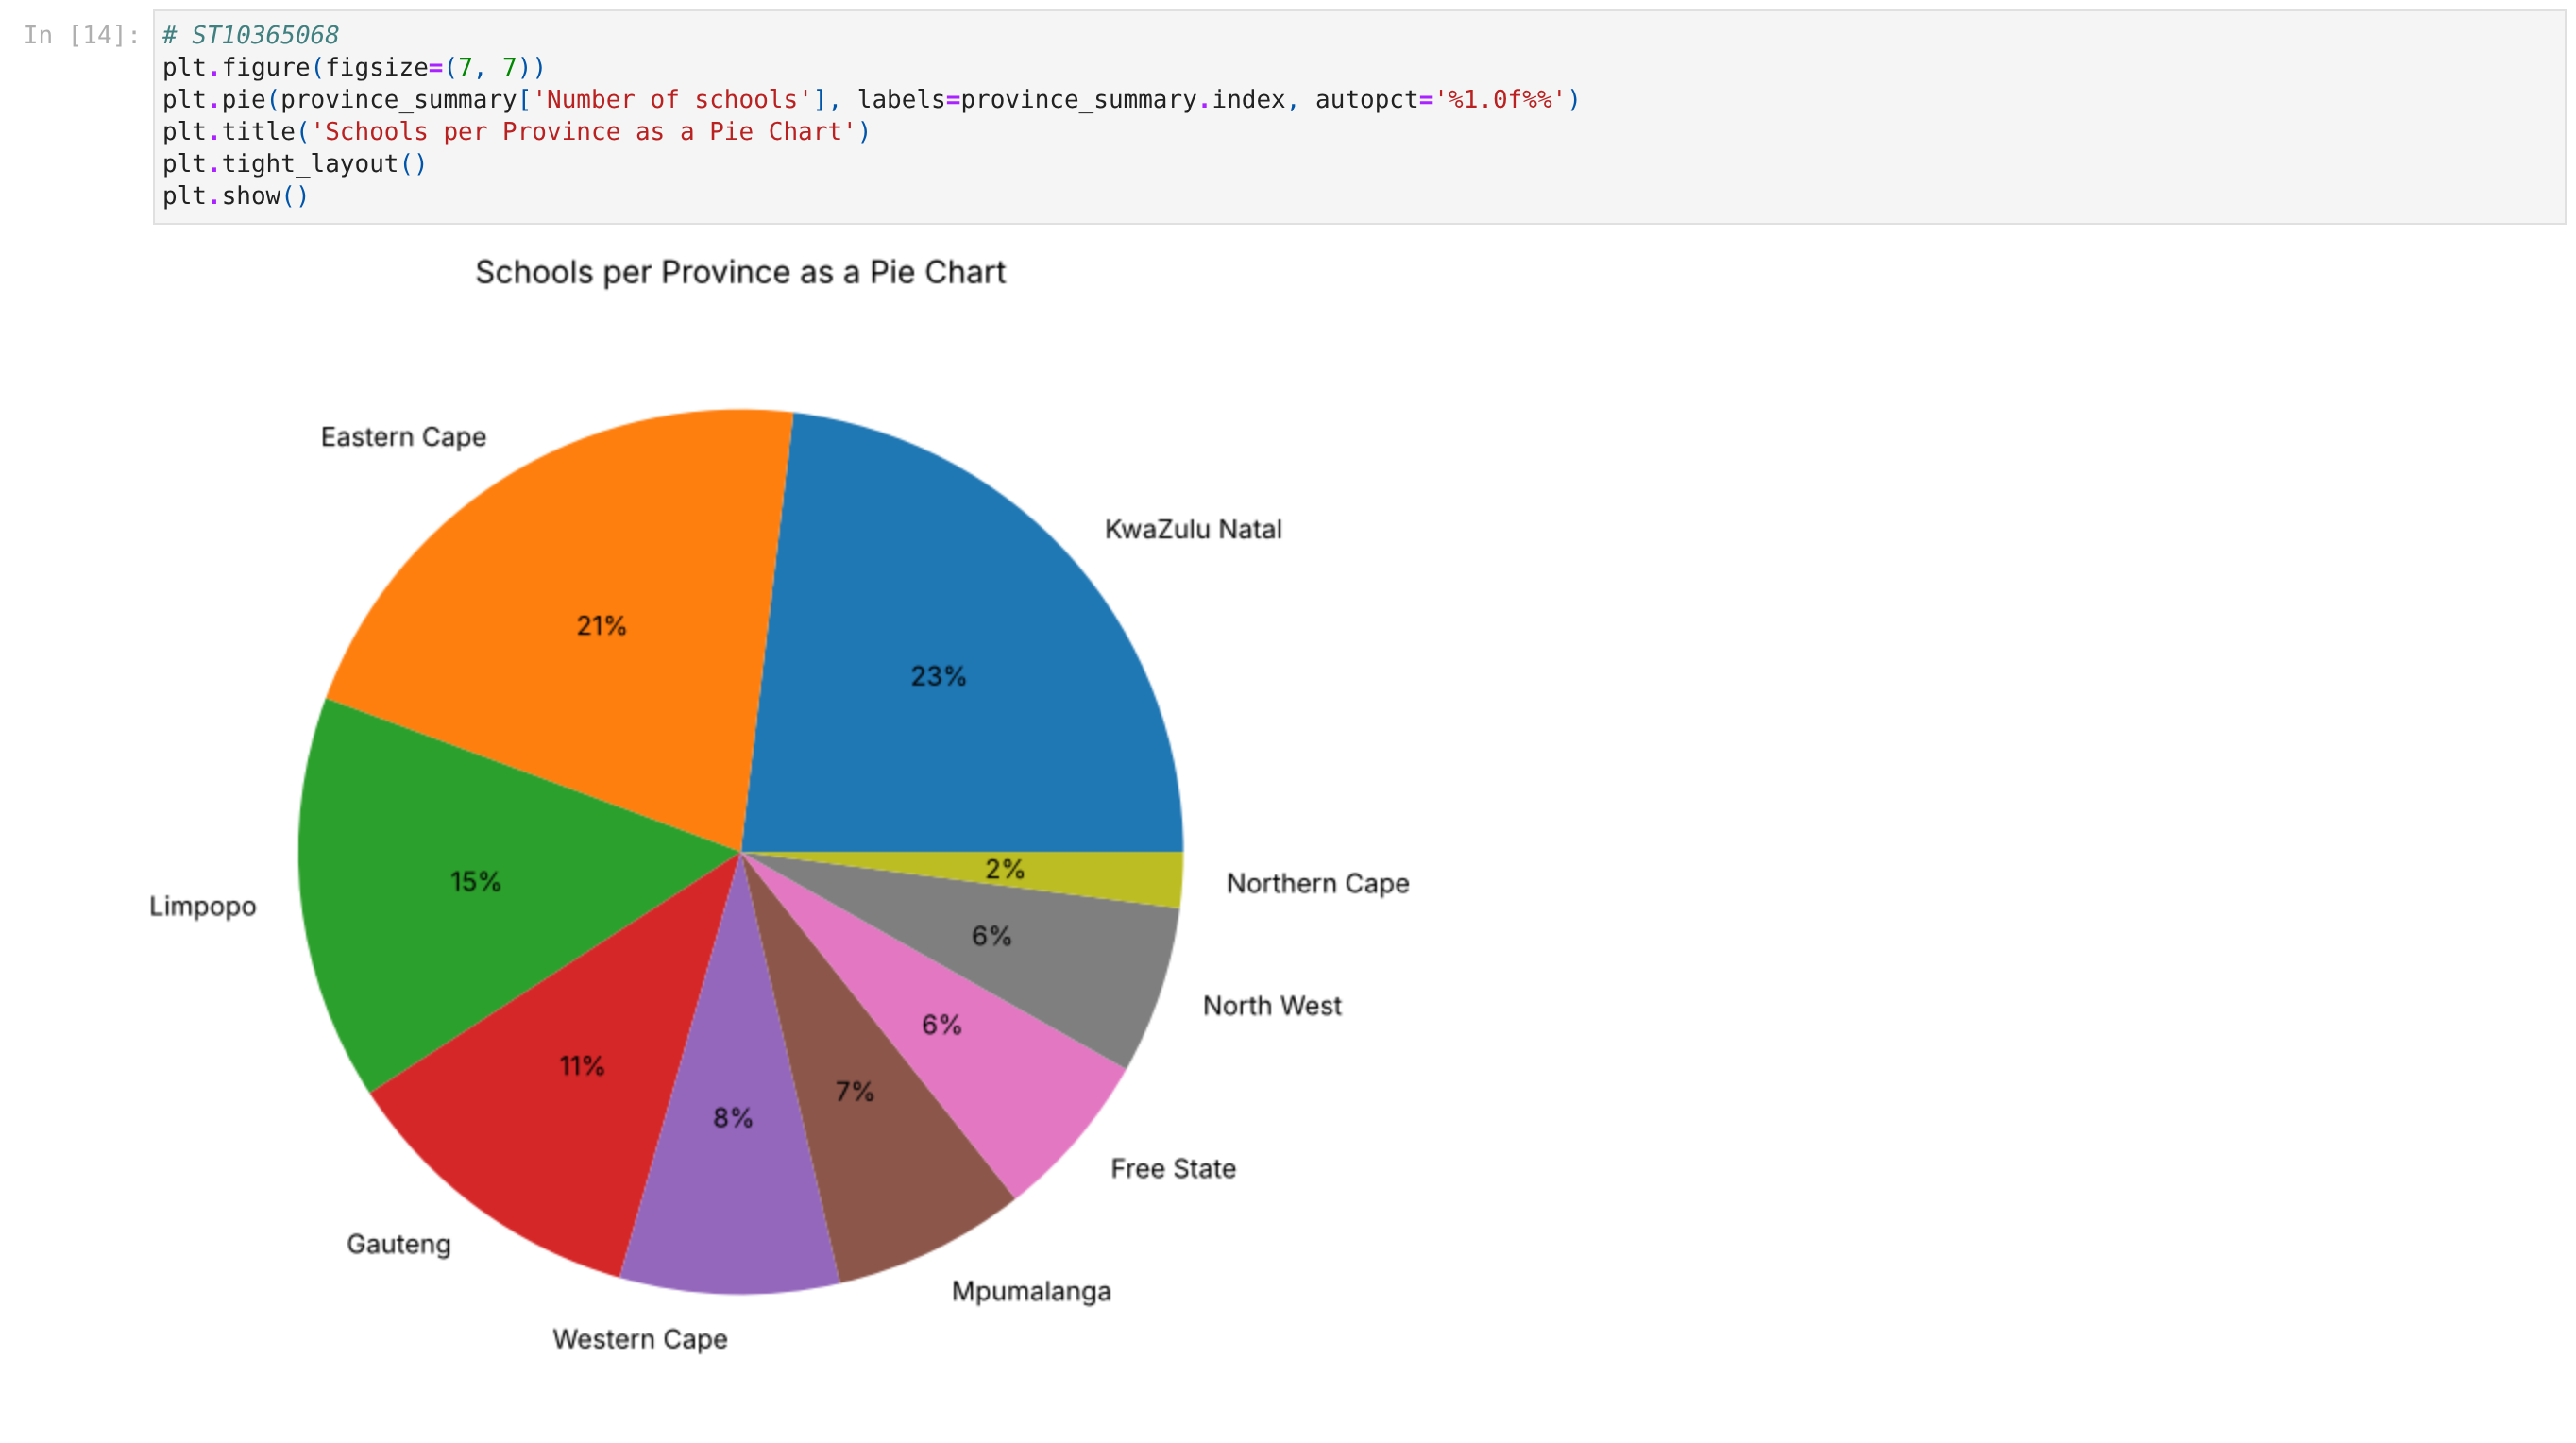 In [14]:
# ST10365068
plt.figure(figsize=(7, 7))
plt.pie(province_summary['Number of schools'], labels=province_summary.index, autopct='%1.0f%%')
plt.title('Schools per Province as a Pie Chart')
plt.tight_layout()
plt.show()
Schools per Province as a Pie Chart
Eastern Cape
KwaZulu Natal
21%
23%
2%
Northern Cape
15%
Limpopo
6%
North West
6%
11%
7%
8%
Free State
Gauteng
Mpumalanga
Western Cape